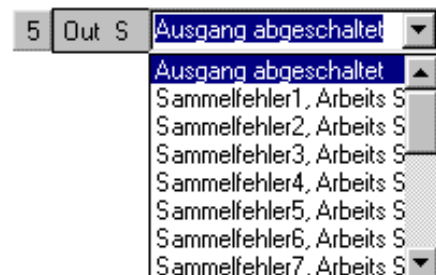 5 Out S Ausgang abgeschaltet
Ausgang abgeschaltet
Sammelfehler1, Arbeits S
Sammelfehler2, Arbeits S
Sammelfehler3, Arbeits S
Sammelfehler4, Arbeits S
Sammelfehler5, Arbeits S
Sammelfehler6, Arbeits S
Sammelfehler7, Arbeits S